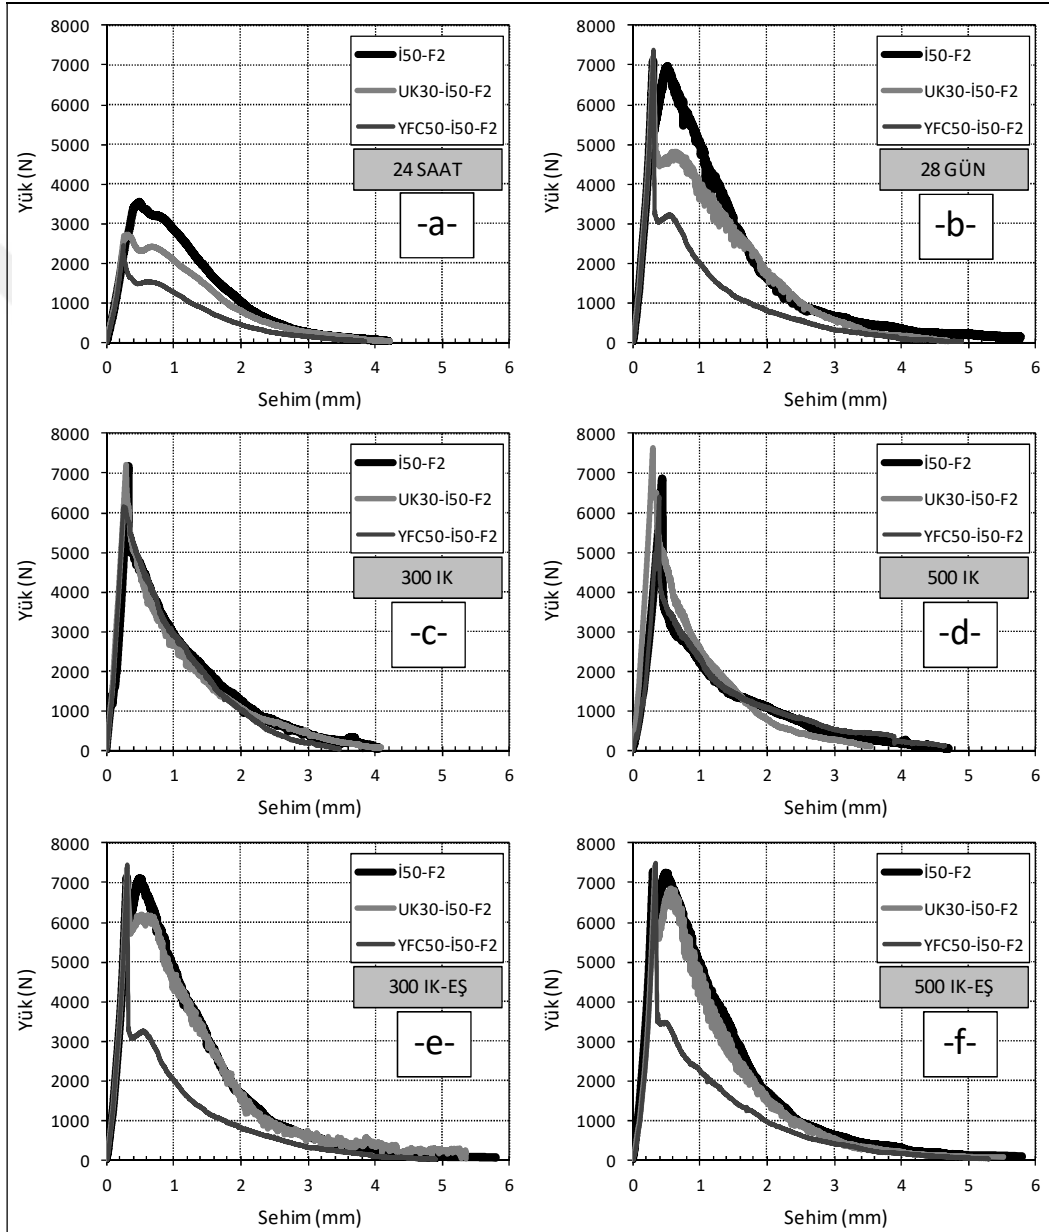 8000
7000
6000
5000
4000
3000
2000
1000
0
Yük (N)
0 1 2 3 4 5 6
Sehim (mm)
İ50-F2
UK30-İ50-F2
YFC50-İ50-F2
24 SAAT
-a-
8000
7000
6000
5000
4000
3000
2000
1000
0
Yük (N)
0 1 2 3 4 5 6
Sehim (mm)
İ50-F2
UK30-İ50-F2
YFC50-İ50-F2
28 GÜN
-b-
8000
7000
6000
5000
4000
3000
2000
1000
0
Yük (N)
0 1 2 3 4 5 6
Sehim (mm)
İ50-F2
UK30-İ50-F2
YFC50-İ50-F2
300 IK
-c-
8000
7000
6000
5000
4000
3000
2000
1000
0
Yük (N)
0 1 2 3 4 5 6
Sehim (mm)
İ50-F2
UK30-İ50-F2
YFC50-İ50-F2
500 IK
-d-
8000
7000
6000
5000
4000
3000
2000
1000
0
Yük (N)
0 1 2 3 4 5 6
Sehim (mm)
İ50-F2
UK30-İ50-F2
YFC50-İ50-F2
300 IK-EŞ
-e-
8000
7000
6000
5000
4000
3000
2000
1000
0
Yük (N)
0 1 2 3 4 5 6
Sehim (mm)
İ50-F2
UK30-İ50-F2
YFC50-İ50-F2
500 IK-EŞ
-f-